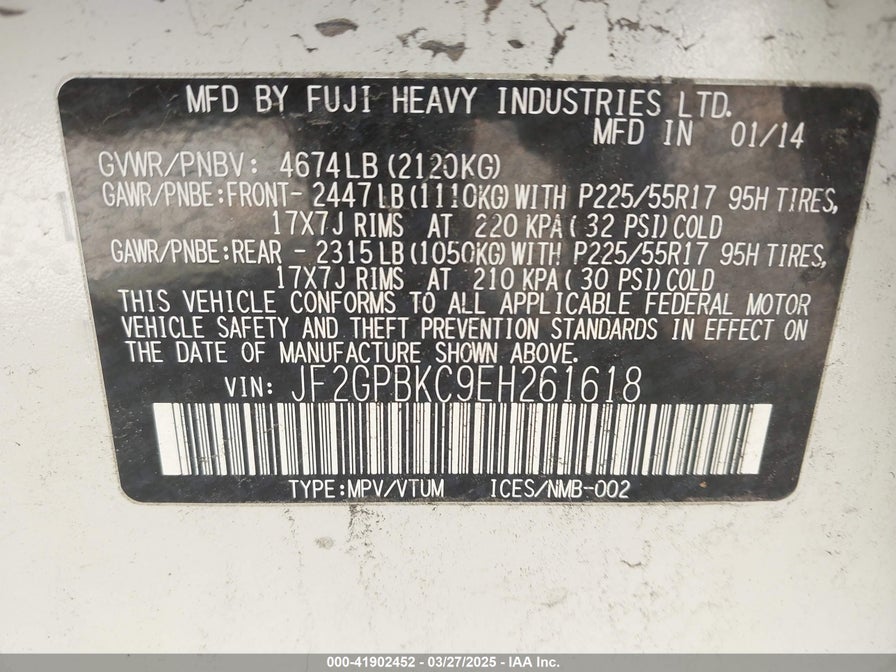 MFD BY FUJI HEAVY INDUSTRIES LTD.
MFD IN 01/14
GVWR/PNBV: 4674LB (2120KG)
GAWR/PNBE:FRONT- 2447LB(1110KG)WITH P225/55R17 95H TIRES,
17X7J RIMS AT 220 KPA( 32 PSI)COLD
GAWR/PNBE:REAR - 2315LB(1050KG)WITH P225/55R17 95H TIRES,
17X7J RIMS AT 210 KPA( 30 PSI)COLD
THIS VEHICLE CONFORMS TO ALL APPLICABLE FEDERAL MOTOR
VEHICLE SAFETY AND THEFT PREVENTION STANDARDS IN EFFECT ON
THE DATE OF MANUFACTURE SHOWN ABOVE.
VIN: JF2GPBKC9EH261618
TYPE:MPV/VTUM ICES/NMB-002
000-41902452 - 03/27/2025 - IAA Inc.